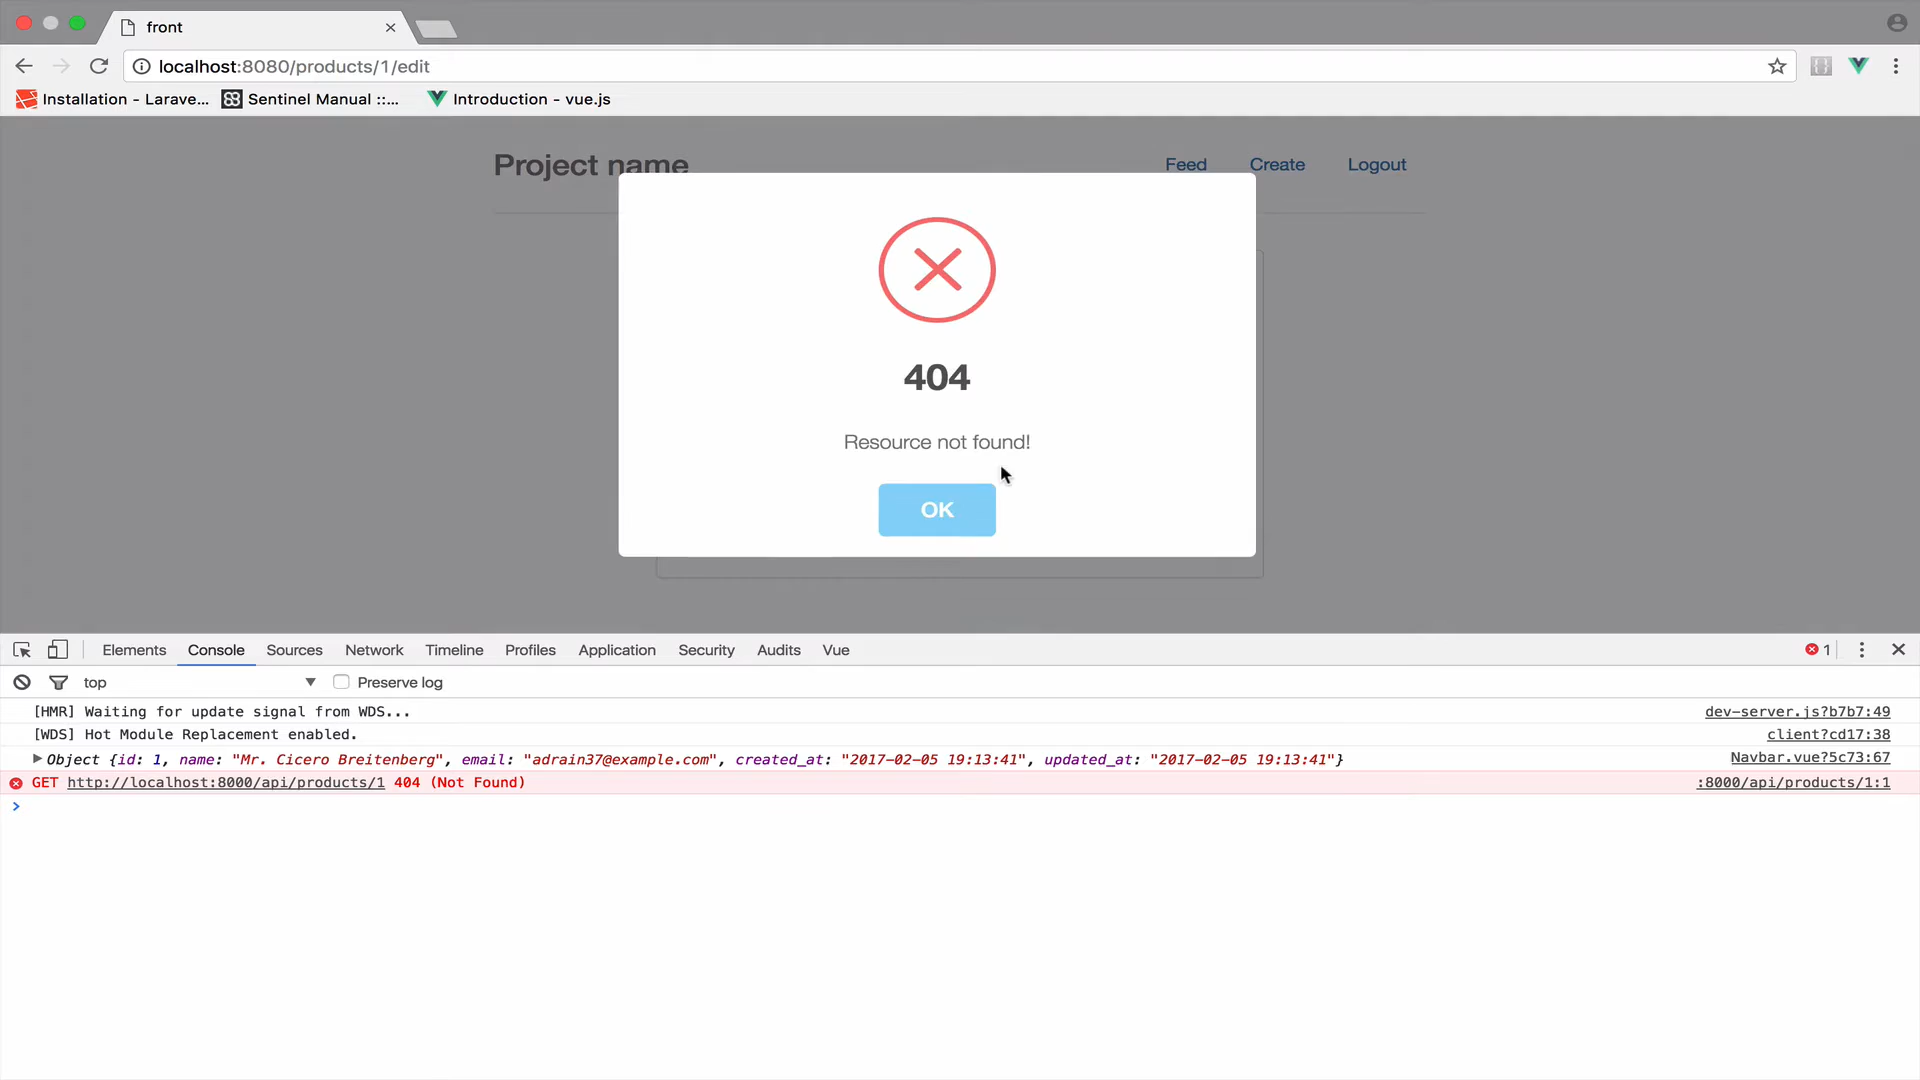 front
localhost:8080/products/1/edit
Installation - Larave... Sentinel Manual ::... Introduction - vue.js
Project name Feed Create Logout
404
Resource not found!
OK
Elements Console Sources Network Timeline Profiles Application Security Audits Vue 1
top Preserve log
[HMR] Waiting for update signal from WDS... dev-server.js?b7b7:49
[WDS] Hot Module Replacement enabled. client?cd17:38
Object {id: 1, name: "Mr. Cicero Breitenberg", email: "adrain37@example.com", created_at: "2017-02-05 19:13:41", updated_at: "2017-02-05 19:13:41"} Navbar.vue?5c73:67
GET http://localhost:8000/api/products/1 404 (Not Found) :8000/api/products/1:1